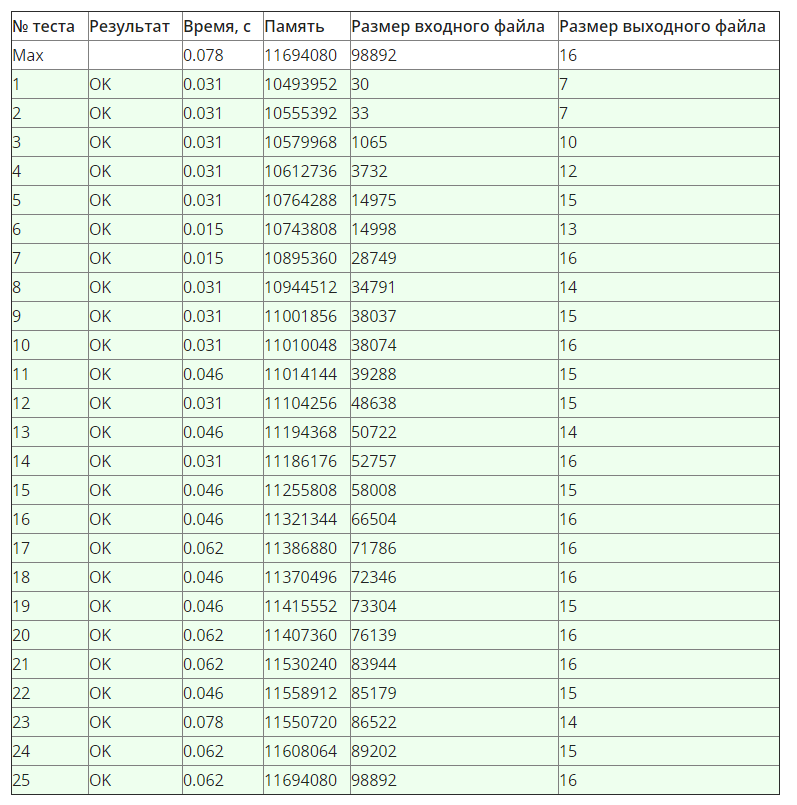 № теста Результат Время, с Память Размер входного файла Размер выходного файла
Max 0.078 11694080 98892 16
1 OK 0.031 10493952 30 7
2 OK 0.031 10555392 33 7
3 OK 0.031 10579968 1065 10
4 OK 0.031 10612736 3732 12
5 OK 0.031 10764288 14975 15
6 OK 0.015 10743808 14998 13
7 OK 0.015 10895360 28749 16
8 OK 0.031 10944512 34791 14
9 OK 0.031 11001856 38037 15
10 OK 0.031 11010048 38074 16
11 OK 0.046 11014144 39288 15
12 OK 0.031 11104256 48638 15
13 OK 0.046 11194368 50722 14
14 OK 0.031 11186176 52757 16
15 OK 0.046 11255808 58008 15
16 OK 0.046 11321344 66504 16
17 OK 0.062 11386880 71786 16
18 OK 0.046 11370496 72346 16
19 OK 0.046 11415552 73304 15
20 OK 0.062 11407360 76139 16
21 OK 0.062 11530240 83944 16
22 OK 0.046 11558912 85179 15
23 OK 0.078 11550720 86522 14
24 OK 0.062 11608064 89202 15
25 OK 0.062 11694080 98892 16